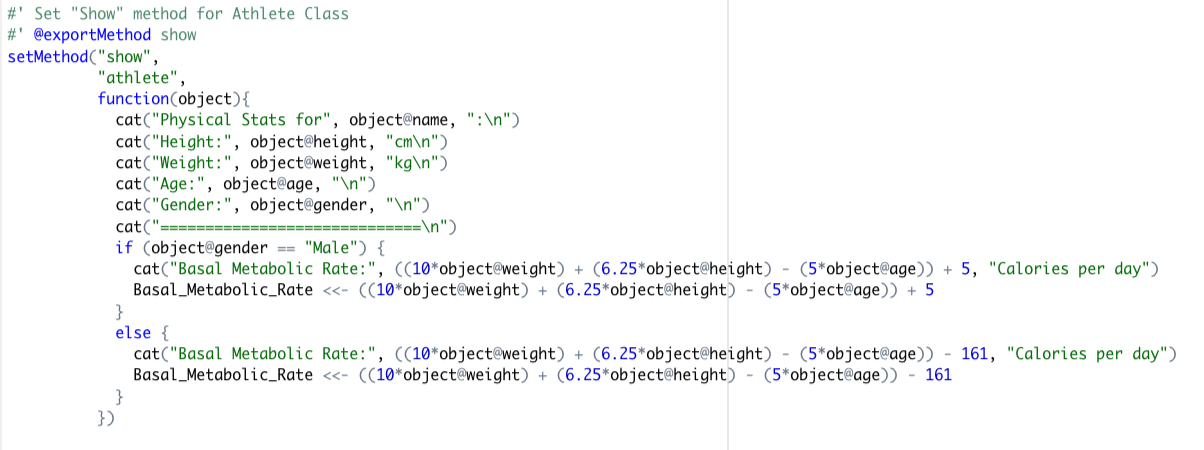 #' Set "Show" method for Athlete Class
#' @exportMethod show
setMethod("show",
          "athlete",
          function(object){
            cat("Physical Stats for", object@name, ":\n")
            cat("Height:", object@height, "cm\n")
            cat("Weight:", object@weight, "kg\n")
            cat("Age:", object@age, "\n")
            cat("Gender:", object@gender, "\n")
            cat("=============================\n")
            if (object@gender == "Male") {
              cat("Basal Metabolic Rate:", ((10*object@weight) + (6.25*object@height) - (5*object@age)) + 5, "Calories per day")
              Basal_Metabolic_Rate <<- ((10*object@weight) + (6.25*object@height) - (5*object@age)) + 5
            }
            else {
              cat("Basal Metabolic Rate:", ((10*object@weight) + (6.25*object@height) - (5*object@age)) - 161, "Calories per day")
              Basal_Metabolic_Rate <<- ((10*object@weight) + (6.25*object@height) - (5*object@age)) - 161
            }
          })